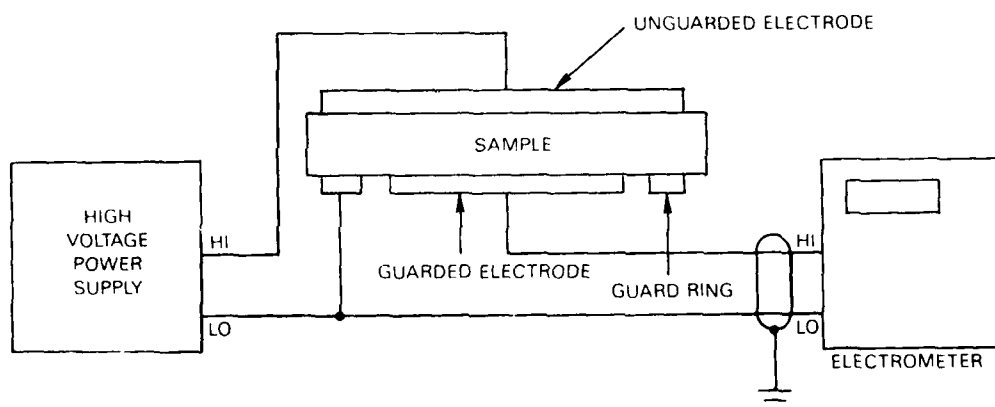 UNGUARDED ELECTRODE
SAMPLE
HIGH
VOLTAGE
POWER
SUPPLY
HI
LO
GUARDED ELECTRODE
GUARD RING
HI
LO
ELECTROMETER